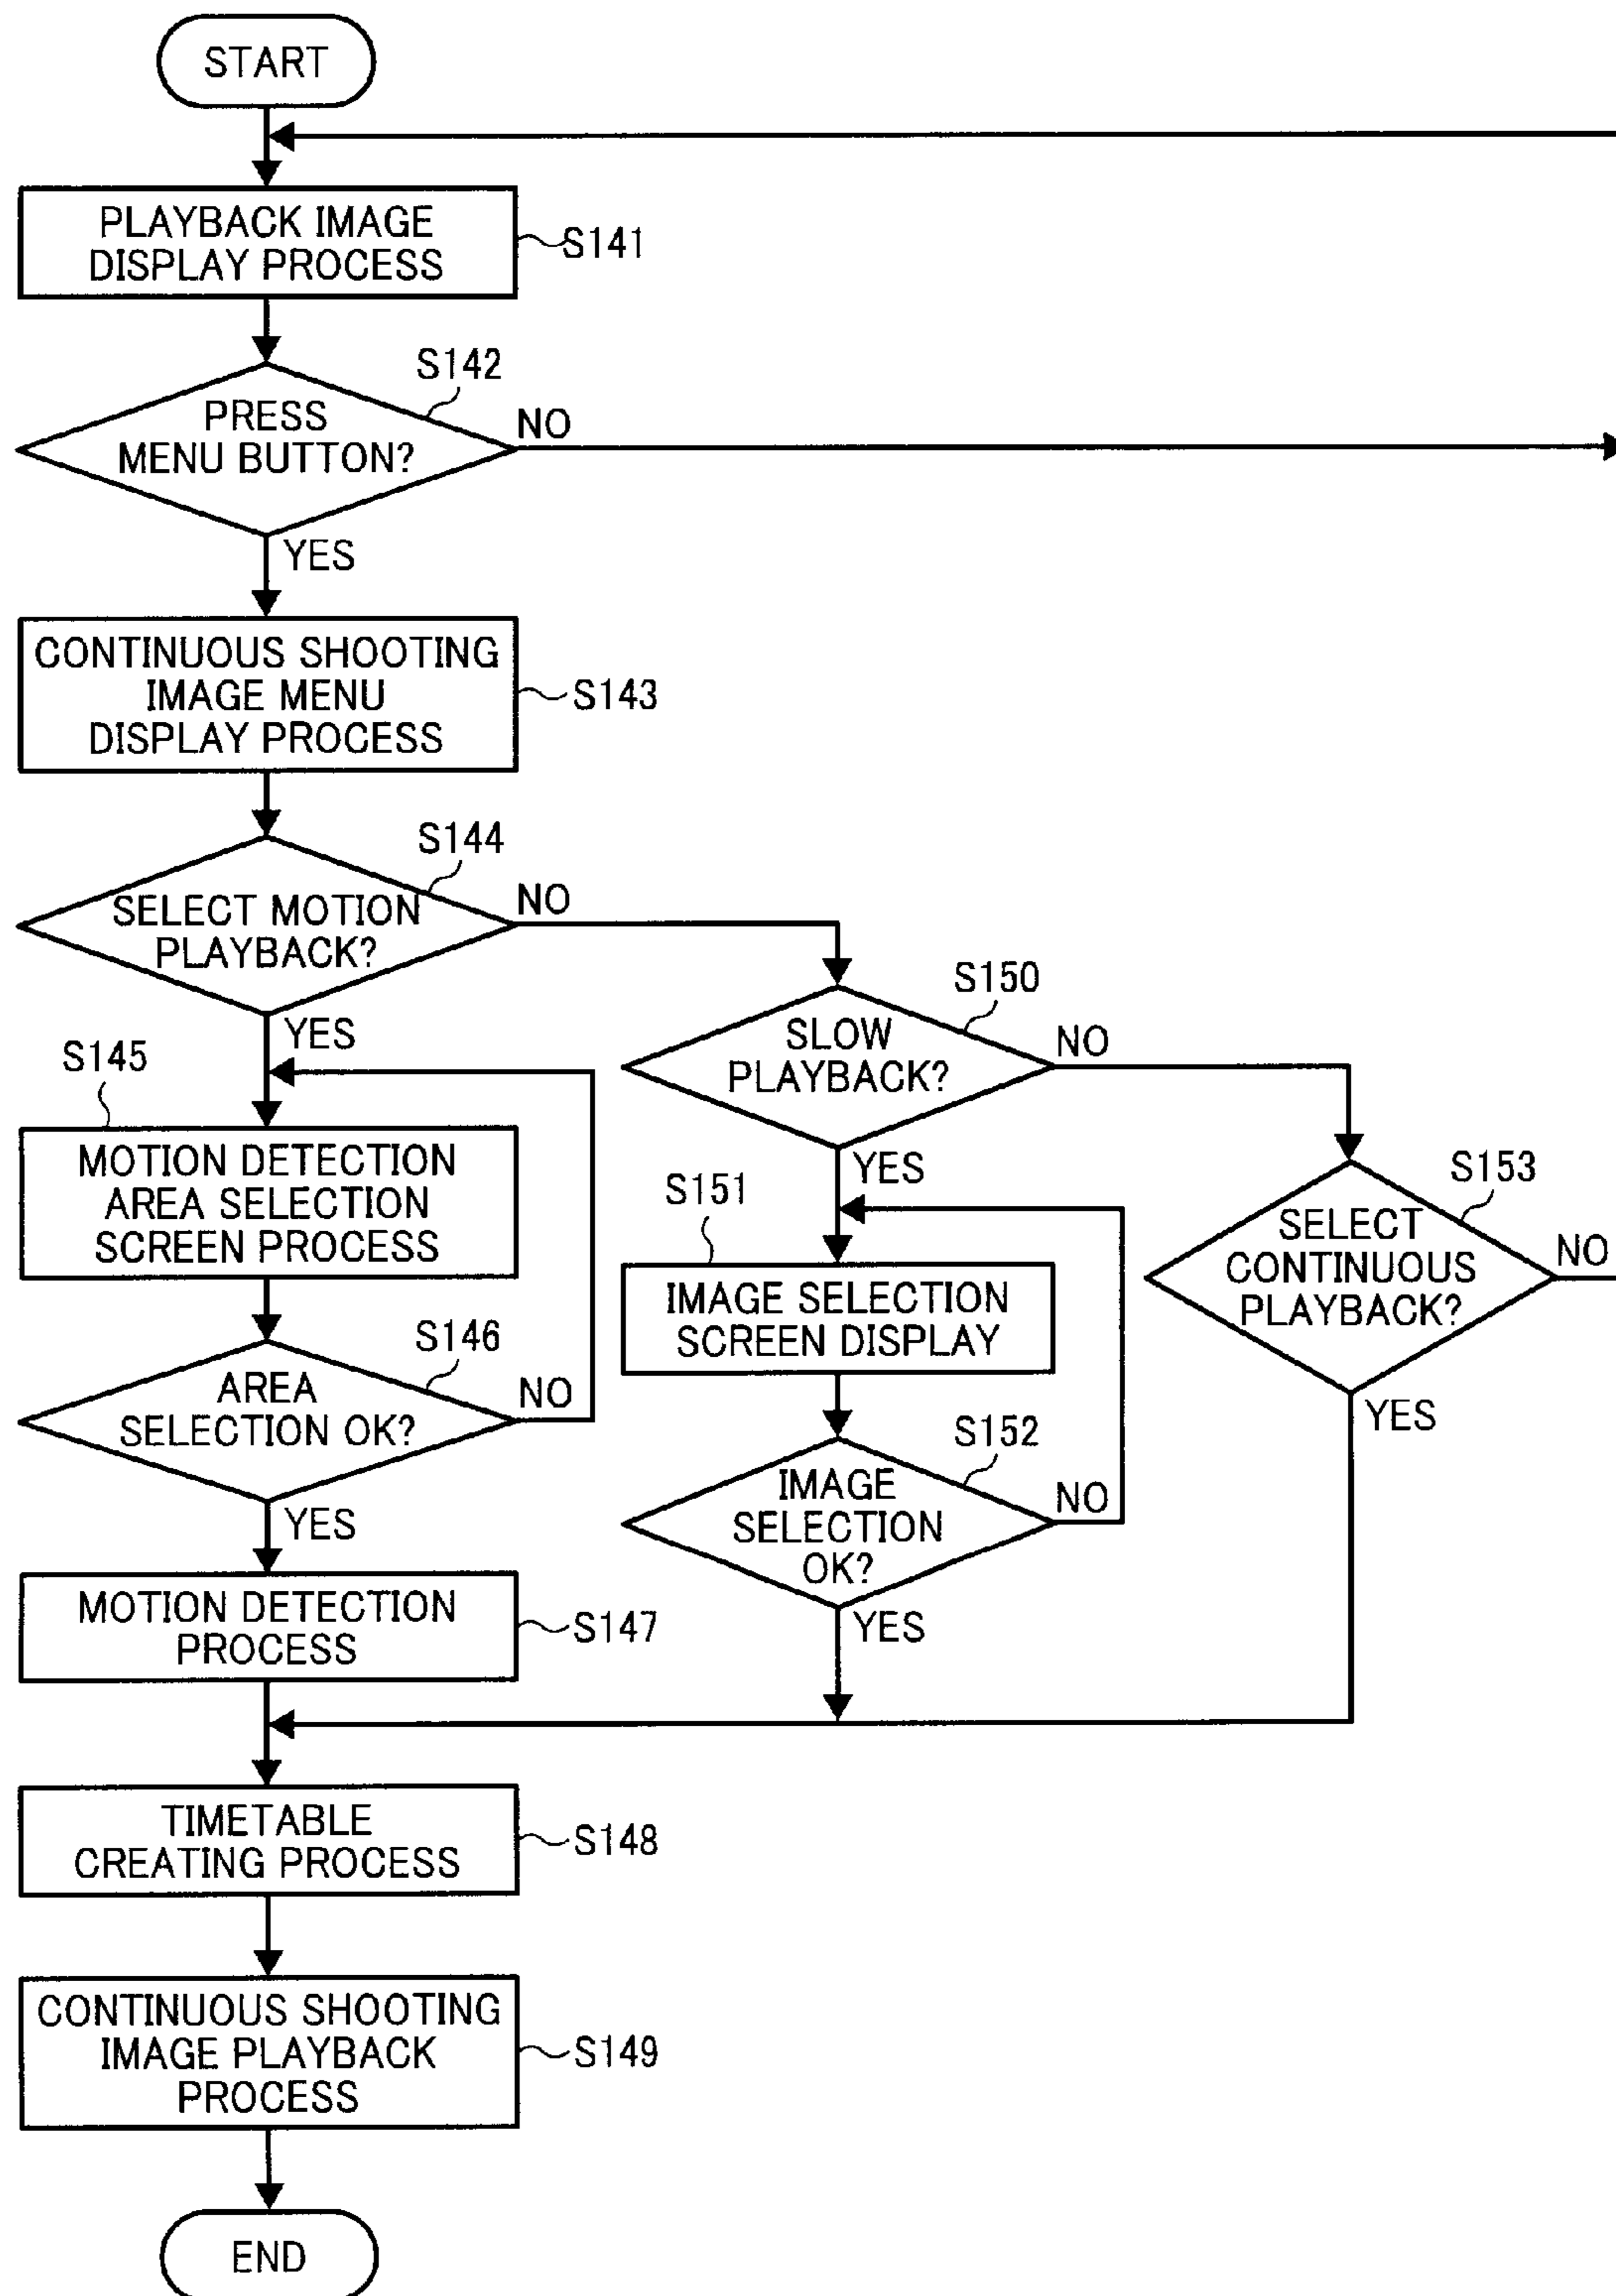 START
PLAYBACK IMAGE
DISPLAY PROCESS
S141
S142
PRESS
MENU BUTTON?
NO
YES
CONTINUOUS SHOOTING
IMAGE MENU
DISPLAY PROCESS
S143
S144
SELECT MOTION
PLAYBACK?
NO
YES
S145
MOTION DETECTION
AREA SELECTION
SCREEN PROCESS
S146
AREA
SELECTION OK?
NO
YES
MOTION DETECTION
PROCESS
S147
S150
SLOW
PLAYBACK?
NO
YES
S151
IMAGE SELECTION
SCREEN DISPLAY
S152
IMAGE
SELECTION
OK?
NO
YES
S153
SELECT
CONTINUOUS
PLAYBACK?
NO
YES
TIMETABLE
CREATING PROCESS
S148
CONTINUOUS SHOOTING
IMAGE PLAYBACK
PROCESS
S149
END